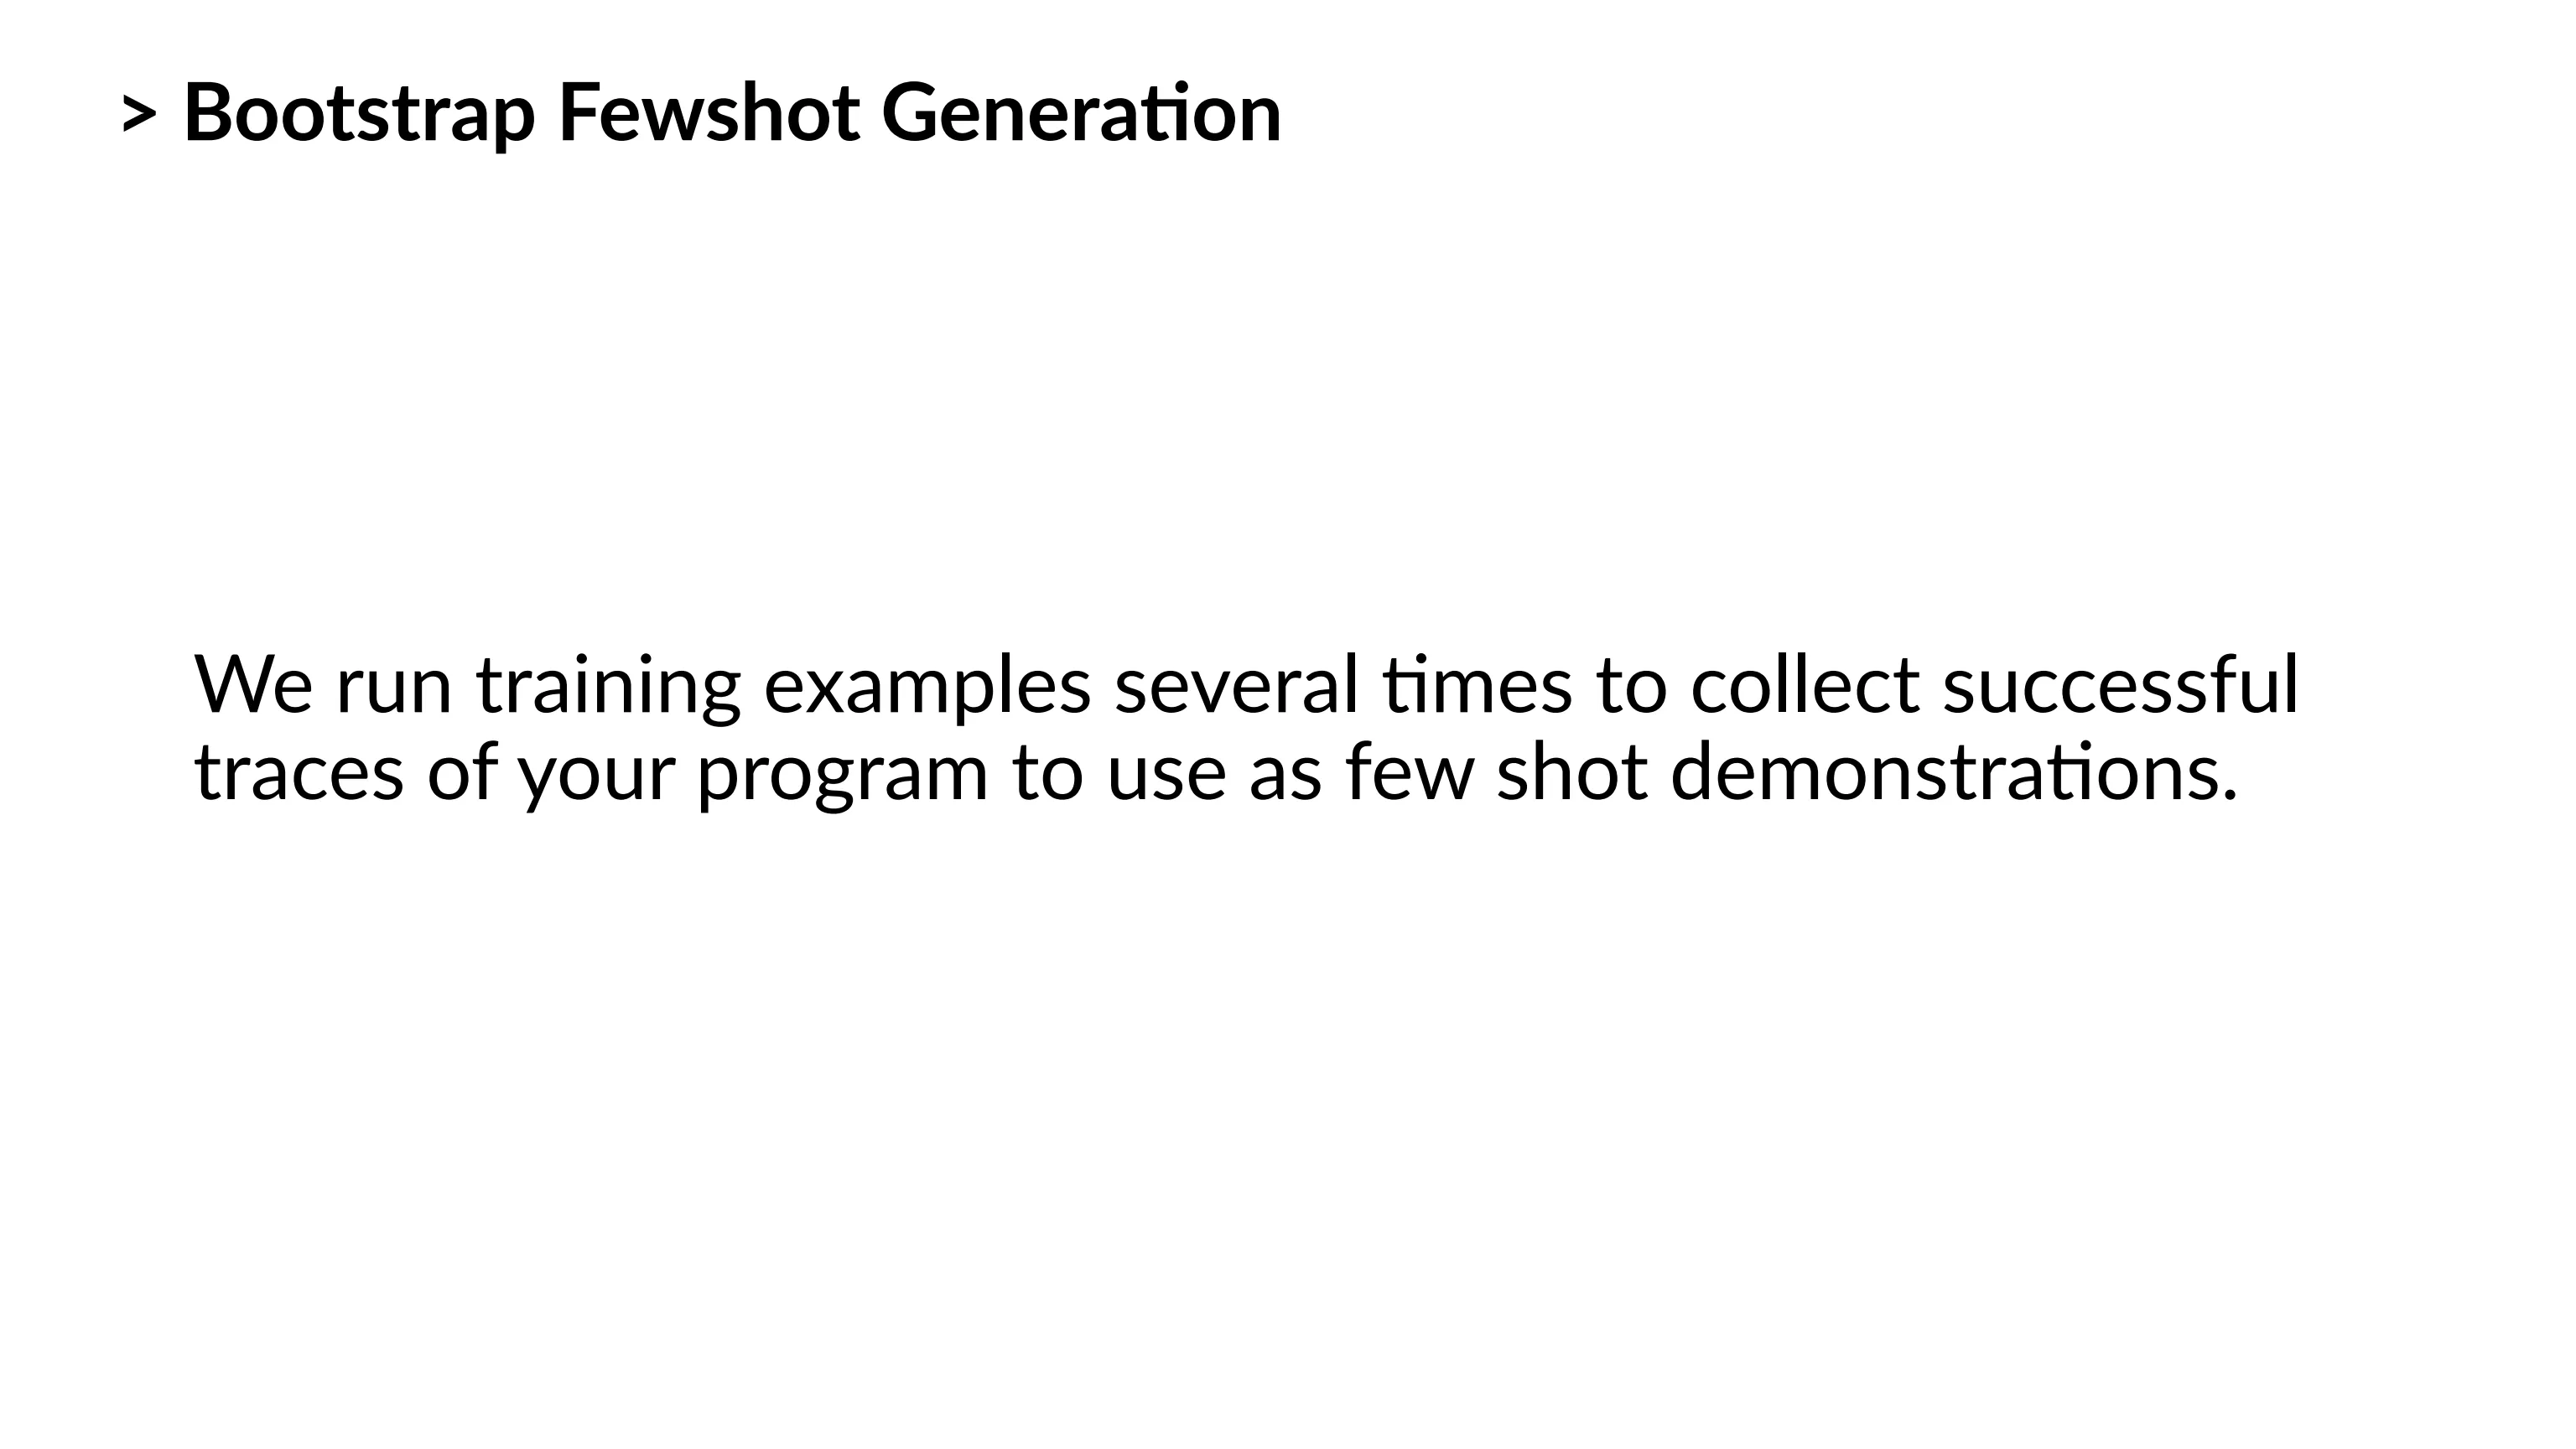 > Bootstrap Fewshot Generation
We run training examples several times to collect successful
traces of your program to use as few shot demonstrations.